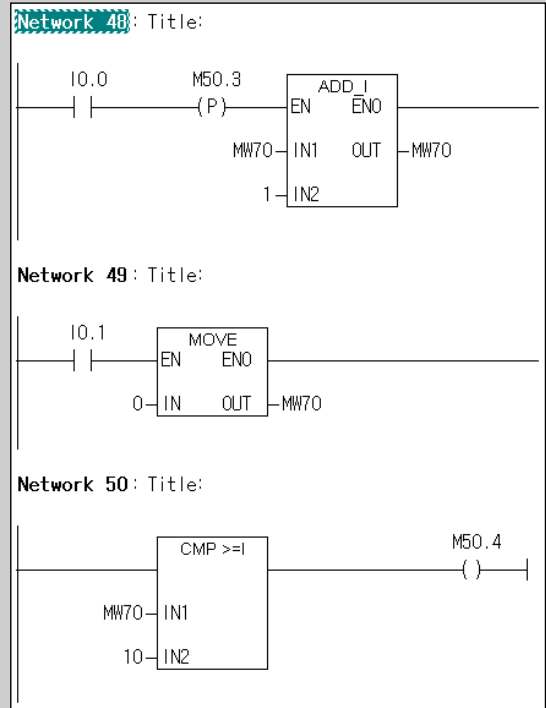 Network 48: Title:
I0.0 M50.3
ADD_I
(P) EN ENO
MW70 IN1 OUT MW70
1 IN2
Network 49: Title:
I0.1
MOVE
EN ENO
0 IN OUT MW70
Network 50: Title:
M50.4
CMP >=I
( )
MW70 IN1
10 IN2